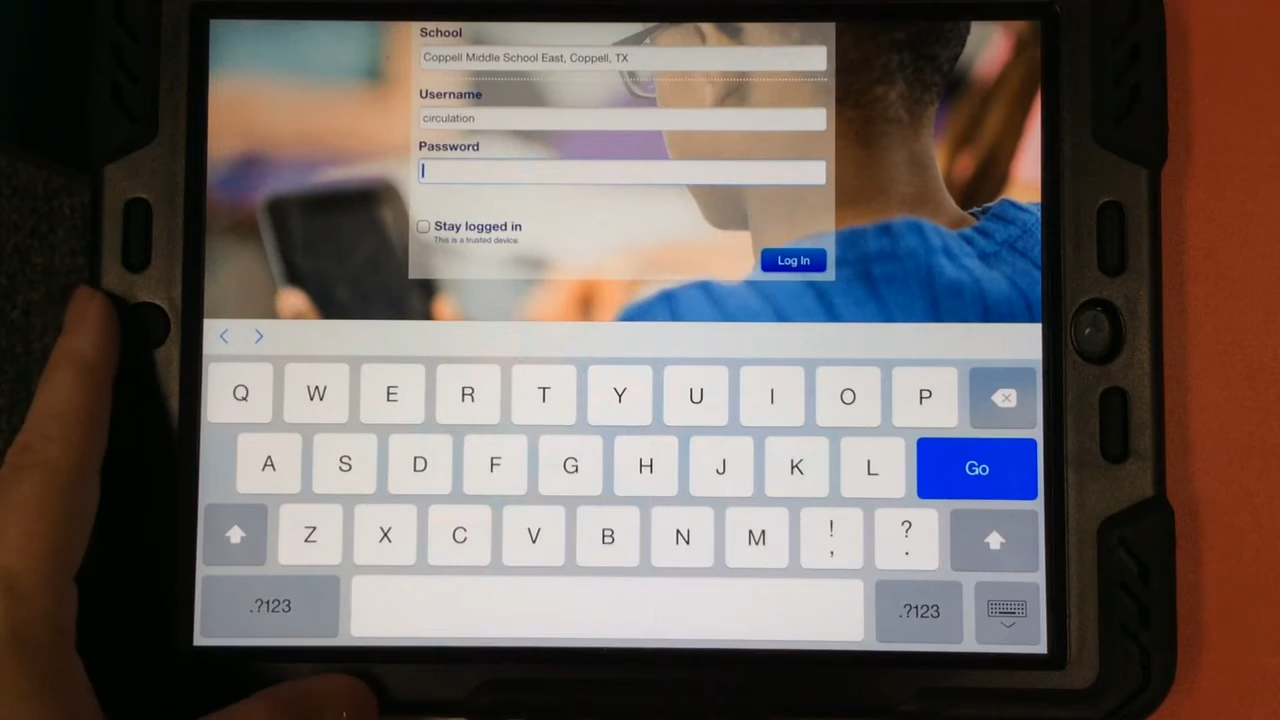 School
Coppell Middle School East, Coppell, TX
Username
circulation
Password
Stay logged in
This is a trusted device.
Log In
Q W E R T Y U I O P
A S D F G H J K L Go
Z X C V B N M ! , ? .
.?123 .?123